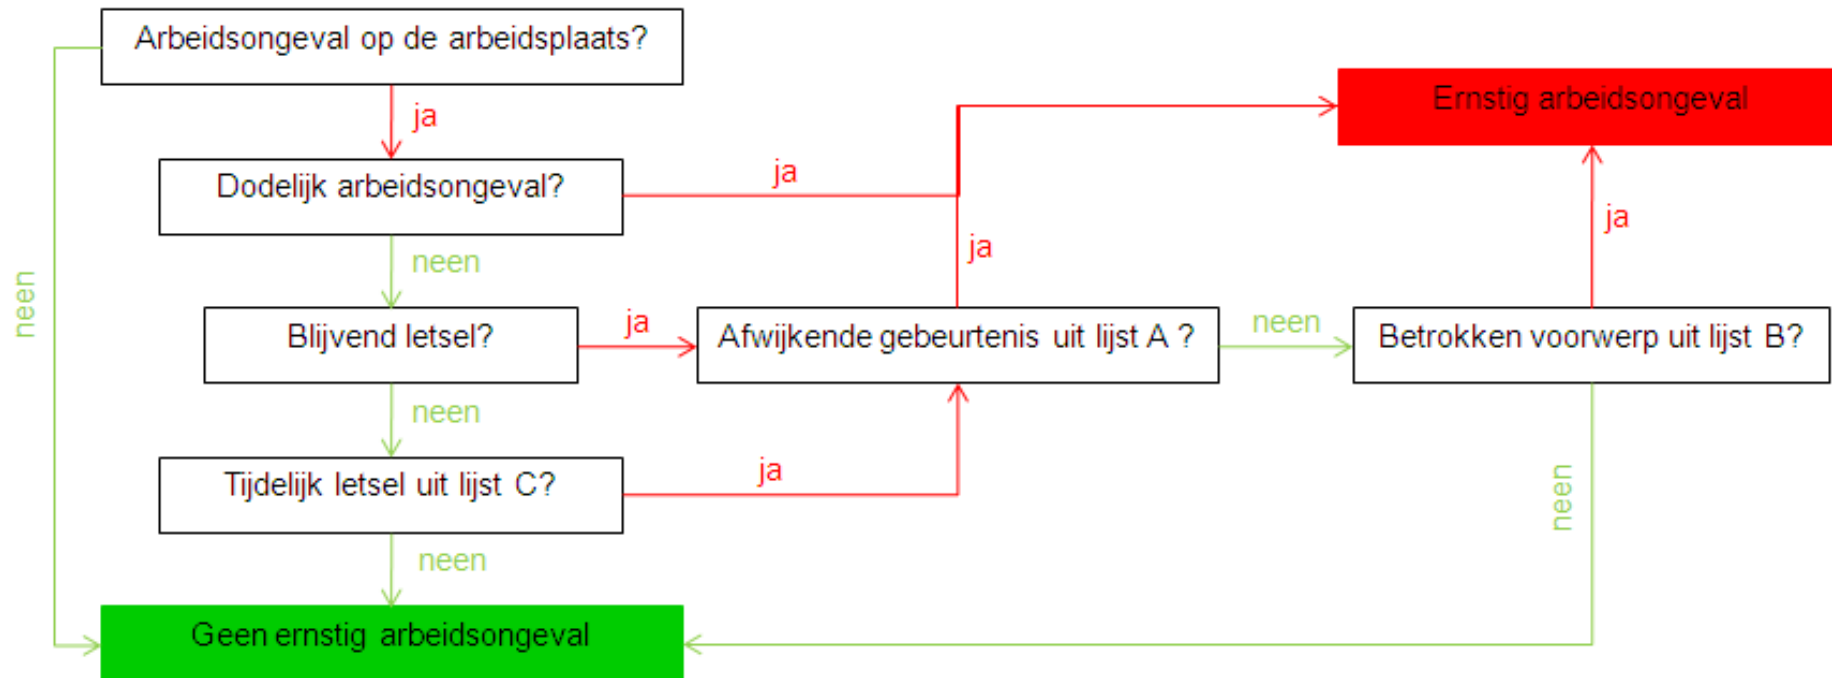 Arbeidsongeval op de arbeidsplaats?
ja
Ernstig arbeidsongeval
Dodelijk arbeidsongeval?
ja
ja
neen
ja
neen
Blijvend letsel?
ja
Afwijkende gebeurtenis uit lijst A ?
neen
Betrokken voorwerp uit lijst B?
neen
Tijdelijk letsel uit lijst C?
ja
neen
neen
Geen ernstig arbeidsongeval